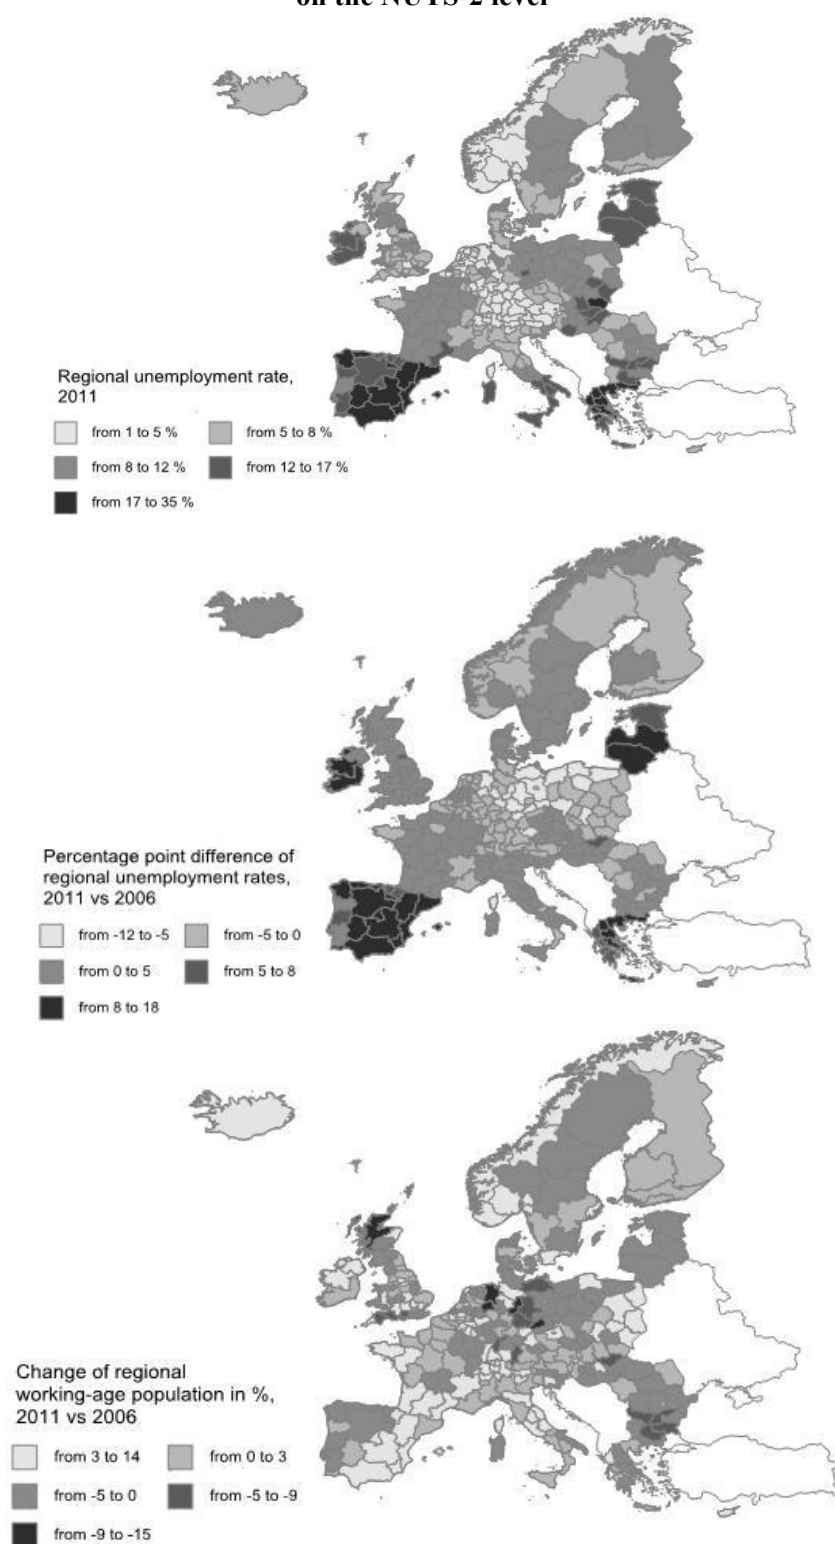 on the NUTS-2 level
Regional unemployment rate,
2011
from 1 to 5 %
from 5 to 8 %
from 8 to 12 %
from 12 to 17 %
from 17 to 35 %
Percentage point difference of
regional unemployment rates,
2011 vs 2006
from -12 to -5
from -5 to 0
from 0 to 5
from 5 to 8
from 8 to 18
Change of regional
working-age population in %,
2011 vs 2006
from 3 to 14
from 0 to 3
from -5 to 0
from -5 to -9
from -9 to -15